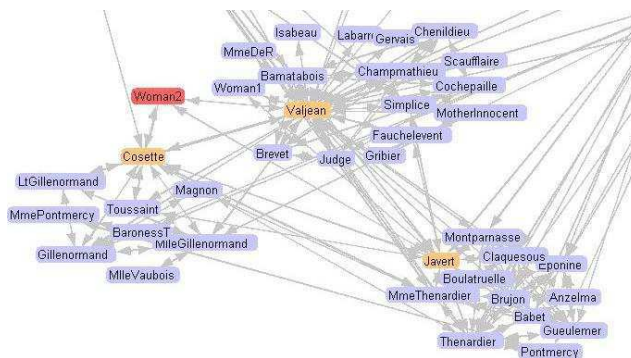 Isabeau
Labarre
Gervais
Chenildieu
MmeDeR
Bamatabois
Champmathieu
Scaufflaire
Woman2
Woman1
Cochepaille
Valjean
Simplice
MotherInnocent
Fauchelevent
Cosette
Brevet
Judge
Gribier
LtGillenormand
Magnon
MmePontmercy
Toussaint
BaronessT
MlleGillenormand
Gillenormand
MlleVaubois
Montparnasse
Javert
Claquesous
Eponine
Boulatruelle
MmeThenardier
Brujon
Anzelma
Babet
Gueulemer
Thenardier
Pontmercy